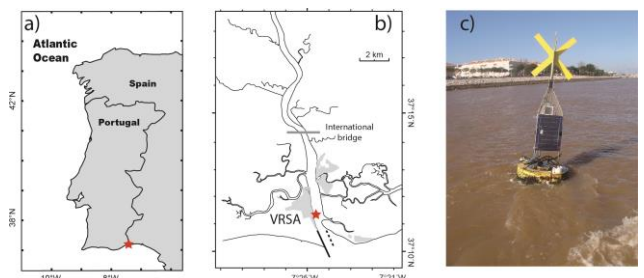 a)
Atlantic
Ocean
Spain
Portugal
42°N
38°N
b)
2 km
37°15'N
International
bridge
VRSA
37°10'N
c)